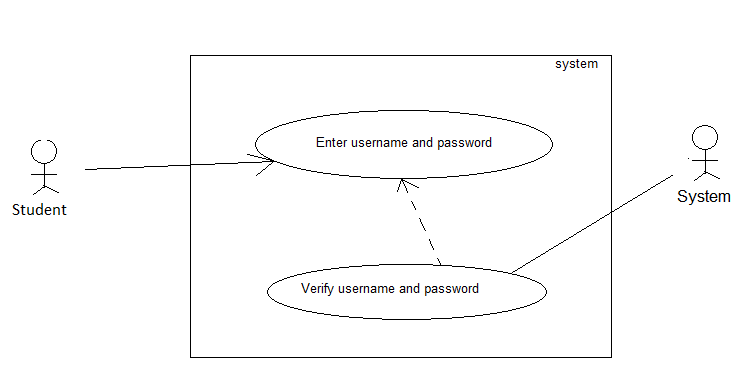 system
Enter username and password
Student
System
Verify username and password